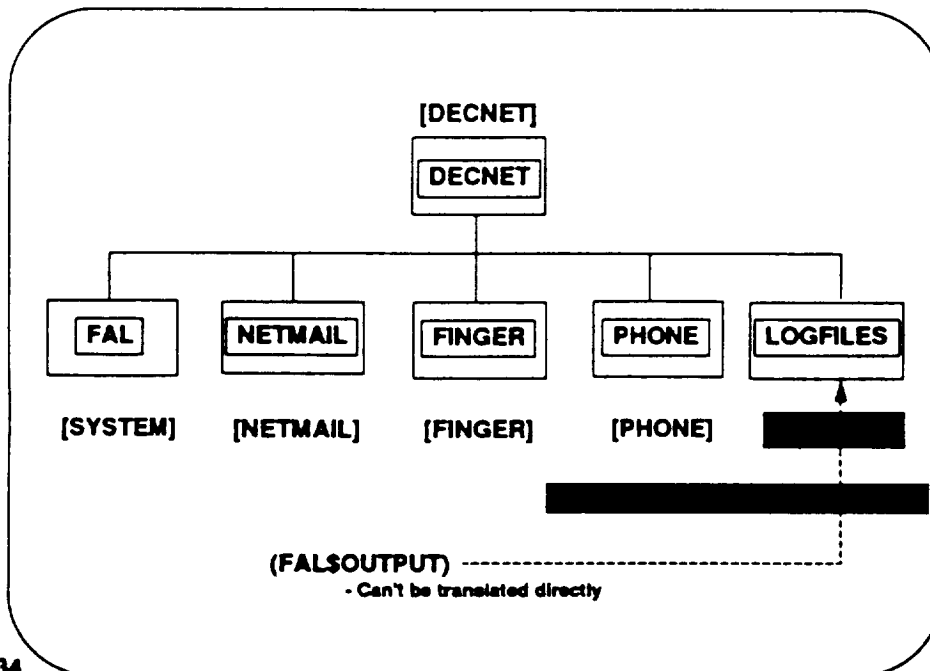 [DECNET]
DECNET
FAL NETMAIL FINGER PHONE LOGFILES
[SYSTEM] [NETMAIL] [FINGER] [PHONE]
(FAL$OUTPUT)
- Can't be translated directly